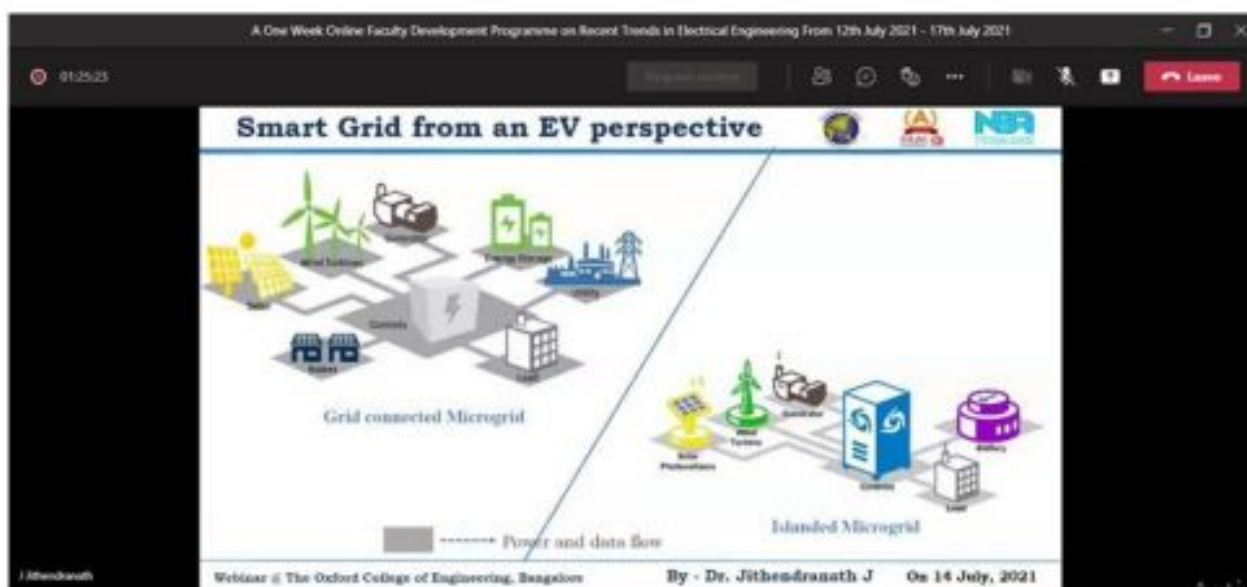 A One Week Online Faculty Development Programme on Recent Trends in Electrical Engineering From 12th July 2021 - 17th July 2021
01:25:23
Leave
Smart Grid from an EV perspective
Generator
Wind Turbines
Energy Storage
Utility
Solar
Controls
Load
Grid connected Microgrid
Generator
Wind
Turbine
Solar
Photovoltaics
Battery
Controls
Load
Islanded Microgrid
Power and data flow
J Jithendranath
Webinar @ The Oxford College of Engineering, Bangalore
By - Dr. Jithendranath J
On 14 July, 2021